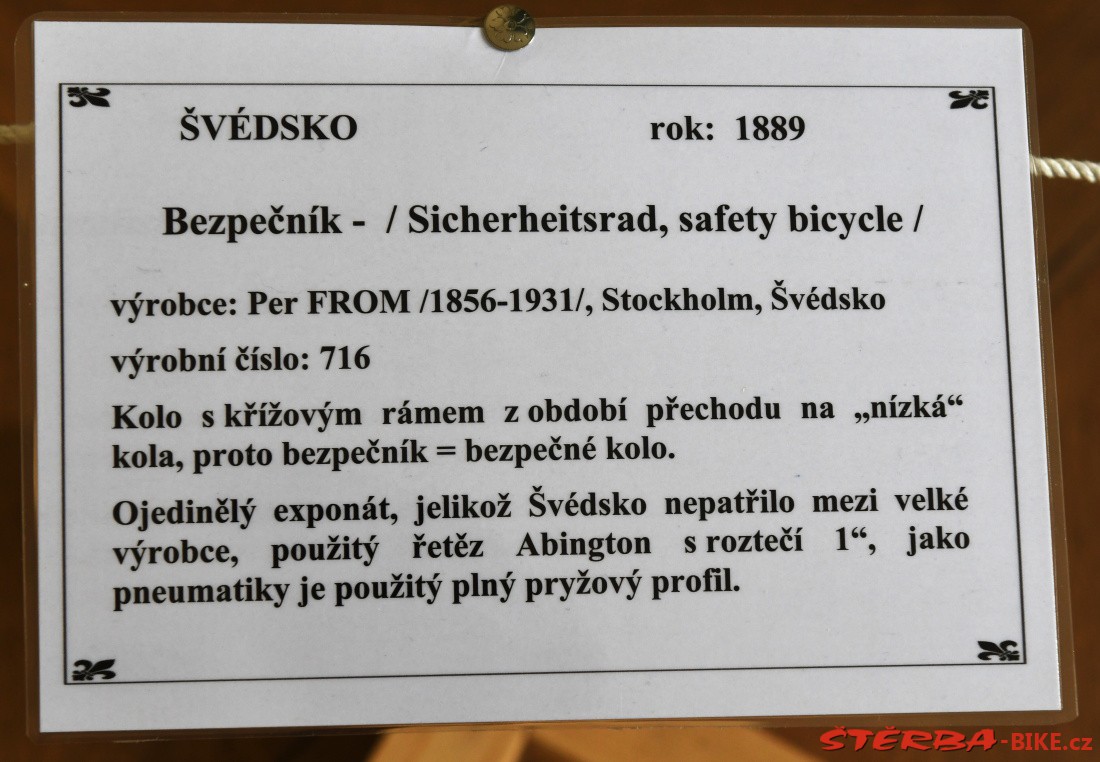 ŠVÉDSKO rok: 1889
Bezpečník - / Sicherheitsrad, safety bicycle /
výrobce: Per FROM /1856-1931/, Stockholm, Švédsko
výrobní číslo: 716
Kolo s křížovým rámem z období přechodu na „nízká“
kola, proto bezpečník = bezpečné kolo.
Ojedinělý exponát, jelikož Švédsko nepatřilo mezi velké
výrobce, použitý řetěz Abington s roztečí 1“, jako
pneumatiky je použitý plný pryžový profil.
ŠTĚRBA-BIKE.cz